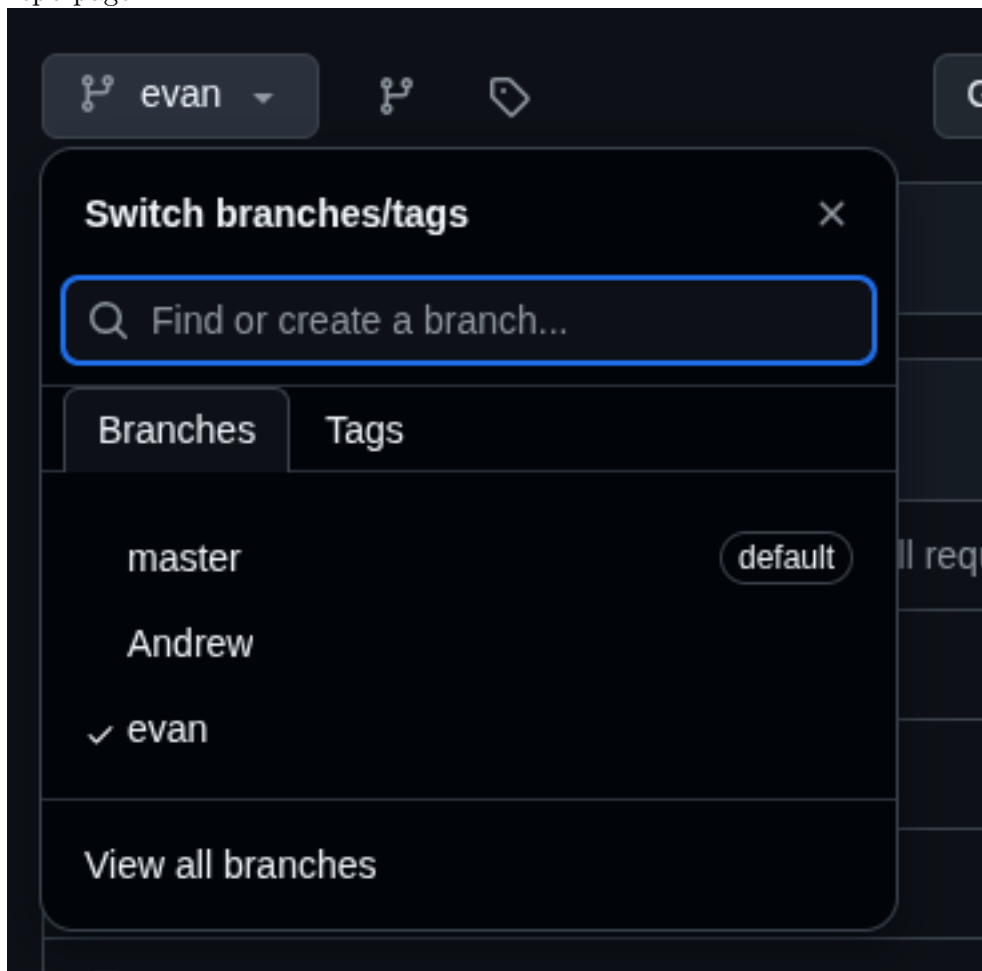 evan
Switch branches/tags
Find or create a branch...
Branches
Tags
master
default
Andrew
evan
View all branches